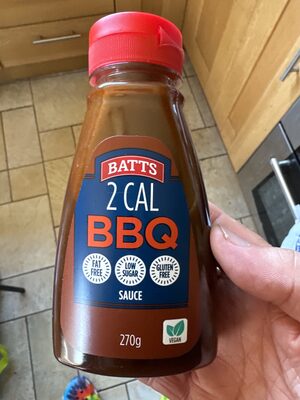 BATTS
2 CAL
BBQ
FAT
FREE
LOW
SUGAR
GLUTEN
FREE
SAUCE
270g
VEGAN